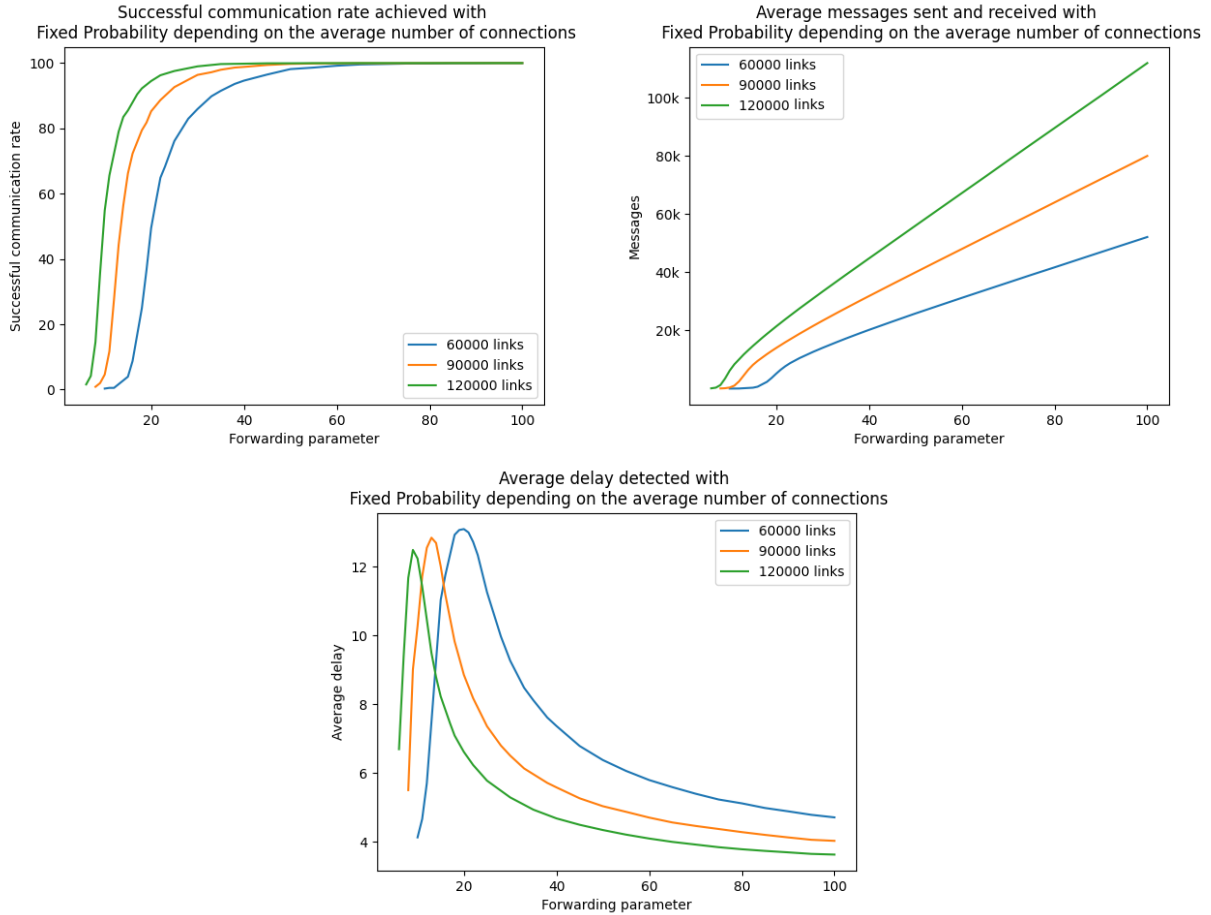 Successful communication rate achieved with
Fixed Probability depending on the average number of connections
100
80
60
40
20
0
Successful communication rate
60000 links
90000 links
120000 links
20
40
60
80
100
Forwarding parameter
Average messages sent and received with
Fixed Probability depending on the average number of connections
60000 links
90000 links
120000 links
100k
80k
60k
40k
20k
Messages
20
40
60
80
100
Forwarding parameter
Average delay detected with
Fixed Probability depending on the average number of connections
60000 links
90000 links
120000 links
12
10
8
6
4
Average delay
20
40
60
80
100
Forwarding parameter